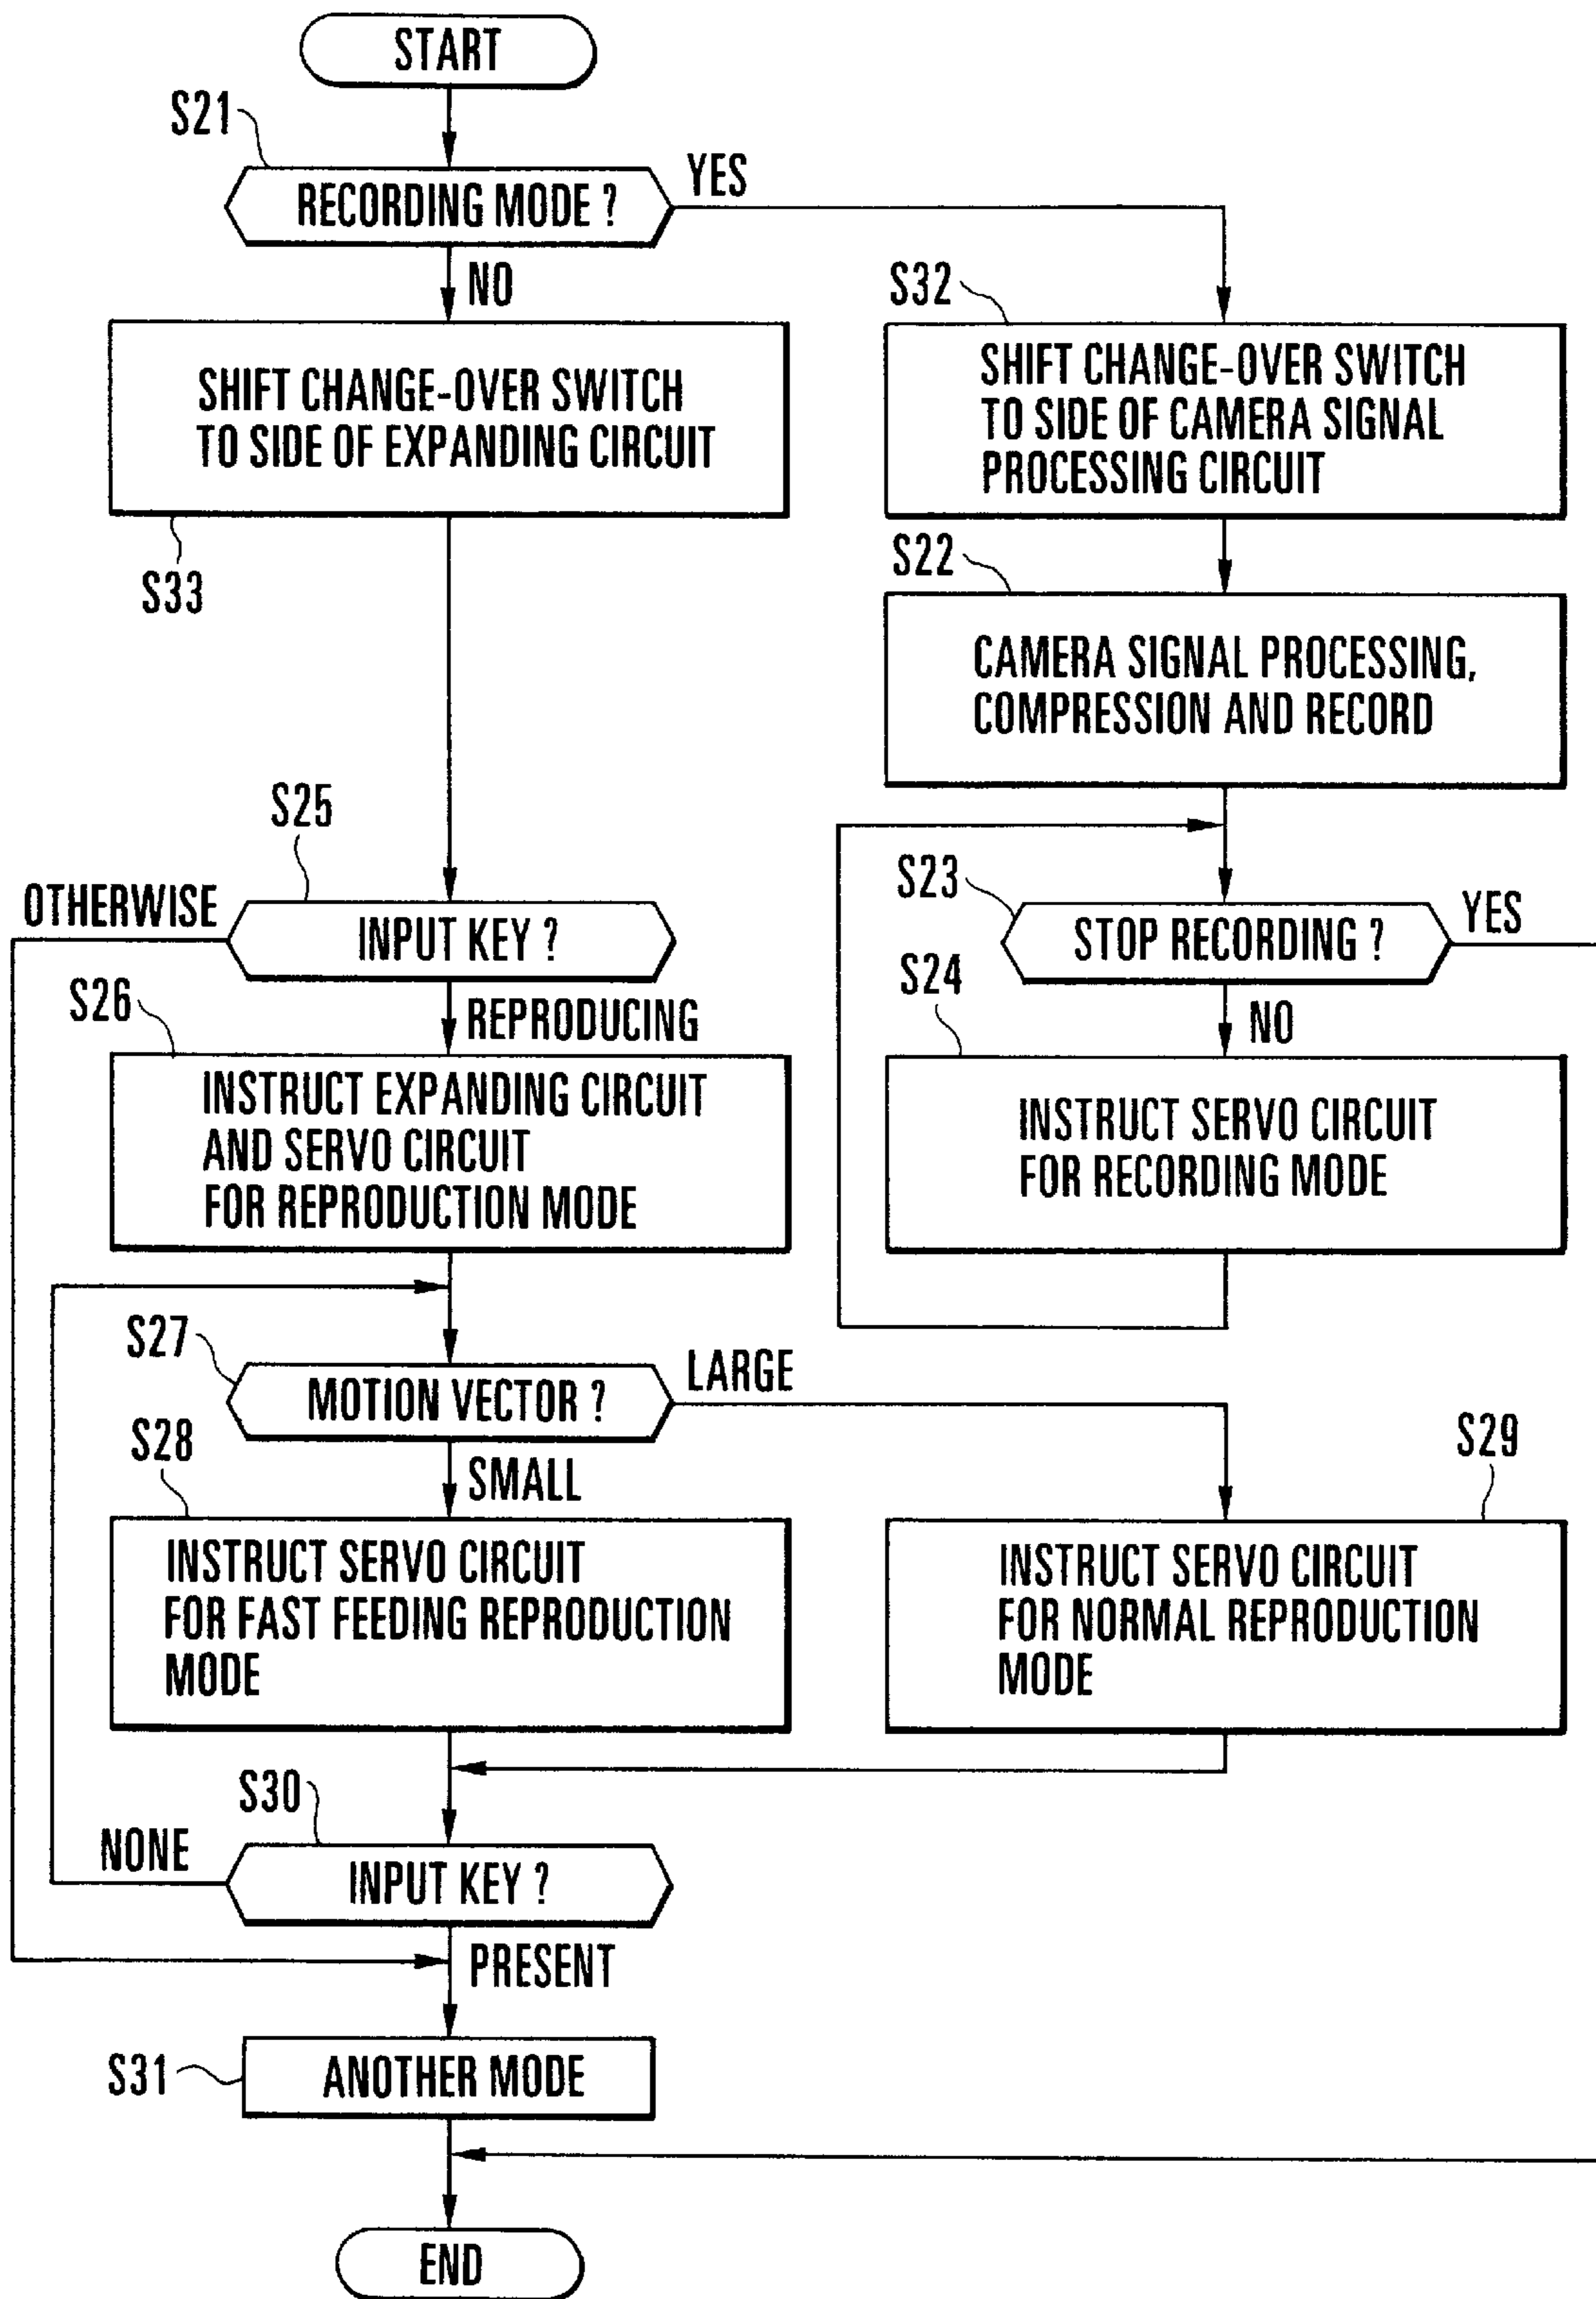 START
S21
RECORDING MODE ?
YES
NO
S32
SHIFT CHANGE-OVER SWITCH
TO SIDE OF EXPANDING CIRCUIT
S33
SHIFT CHANGE-OVER SWITCH
TO SIDE OF CAMERA SIGNAL
PROCESSING CIRCUIT
S22
CAMERA SIGNAL PROCESSING,
COMPRESSION AND RECORD
S25
OTHERWISE
INPUT KEY ?
S23
STOP RECORDING ?
YES
S26
REPRODUCING
S24
NO
INSTRUCT EXPANDING CIRCUIT
AND SERVO CIRCUIT
FOR REPRODUCTION MODE
INSTRUCT SERVO CIRCUIT
FOR RECORDING MODE
S27
MOTION VECTOR ?
LARGE
S28
SMALL
S29
INSTRUCT SERVO CIRCUIT
FOR FAST FEEDING REPRODUCTION
MODE
INSTRUCT SERVO CIRCUIT
FOR NORMAL REPRODUCTION
MODE
S30
NONE
INPUT KEY ?
PRESENT
S31
ANOTHER MODE
END